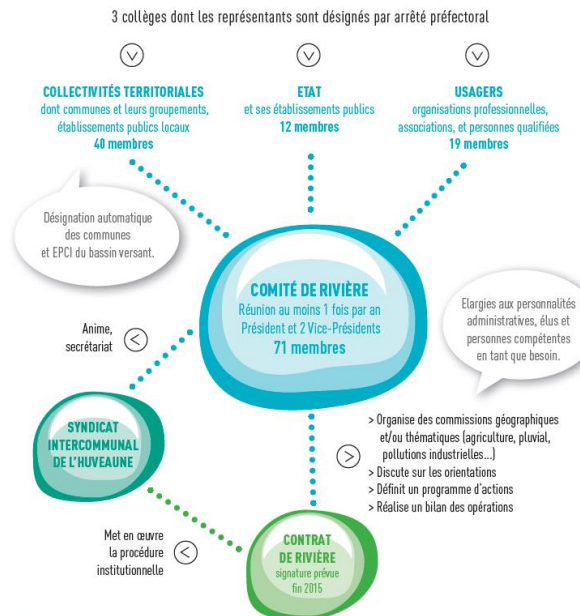 3 collèges dont les représentants sont désignés par arrêté préfectoral
COLLECTIVITÉS TERRITORIALES
dont communes et leurs groupements,
établissements publics locaux
40 membres
ETAT
et ses établissements publics
12 membres
USAGERS
organisations professionnelles,
associations, et personnes qualifiées
19 membres
Désignation automatique
des communes
et EPCI du bassin versant.
COMITÉ DE RIVIÈRE
Réunion au moins 1 fois par an
Président et 2 Vice-Présidents
71 membres
Elargies aux personnalités
administratives, élus et
personnes compétentes
en tant que besoin.
Anime,
secrétariat
SYNDICAT
INTERCOMMUNAL
DE L'HUVEAUNE
> Organise des commissions géographiques
et/ou thématiques (agriculture, pluvial,
pollutions industrielles...)
> Discute sur les orientations
> Définit un programme d'actions
> Réalise un bilan des opérations
Met en œuvre
la procédure
institutionnelle
CONTRAT
DE RIVIÈRE
signature prévue
fin 2015